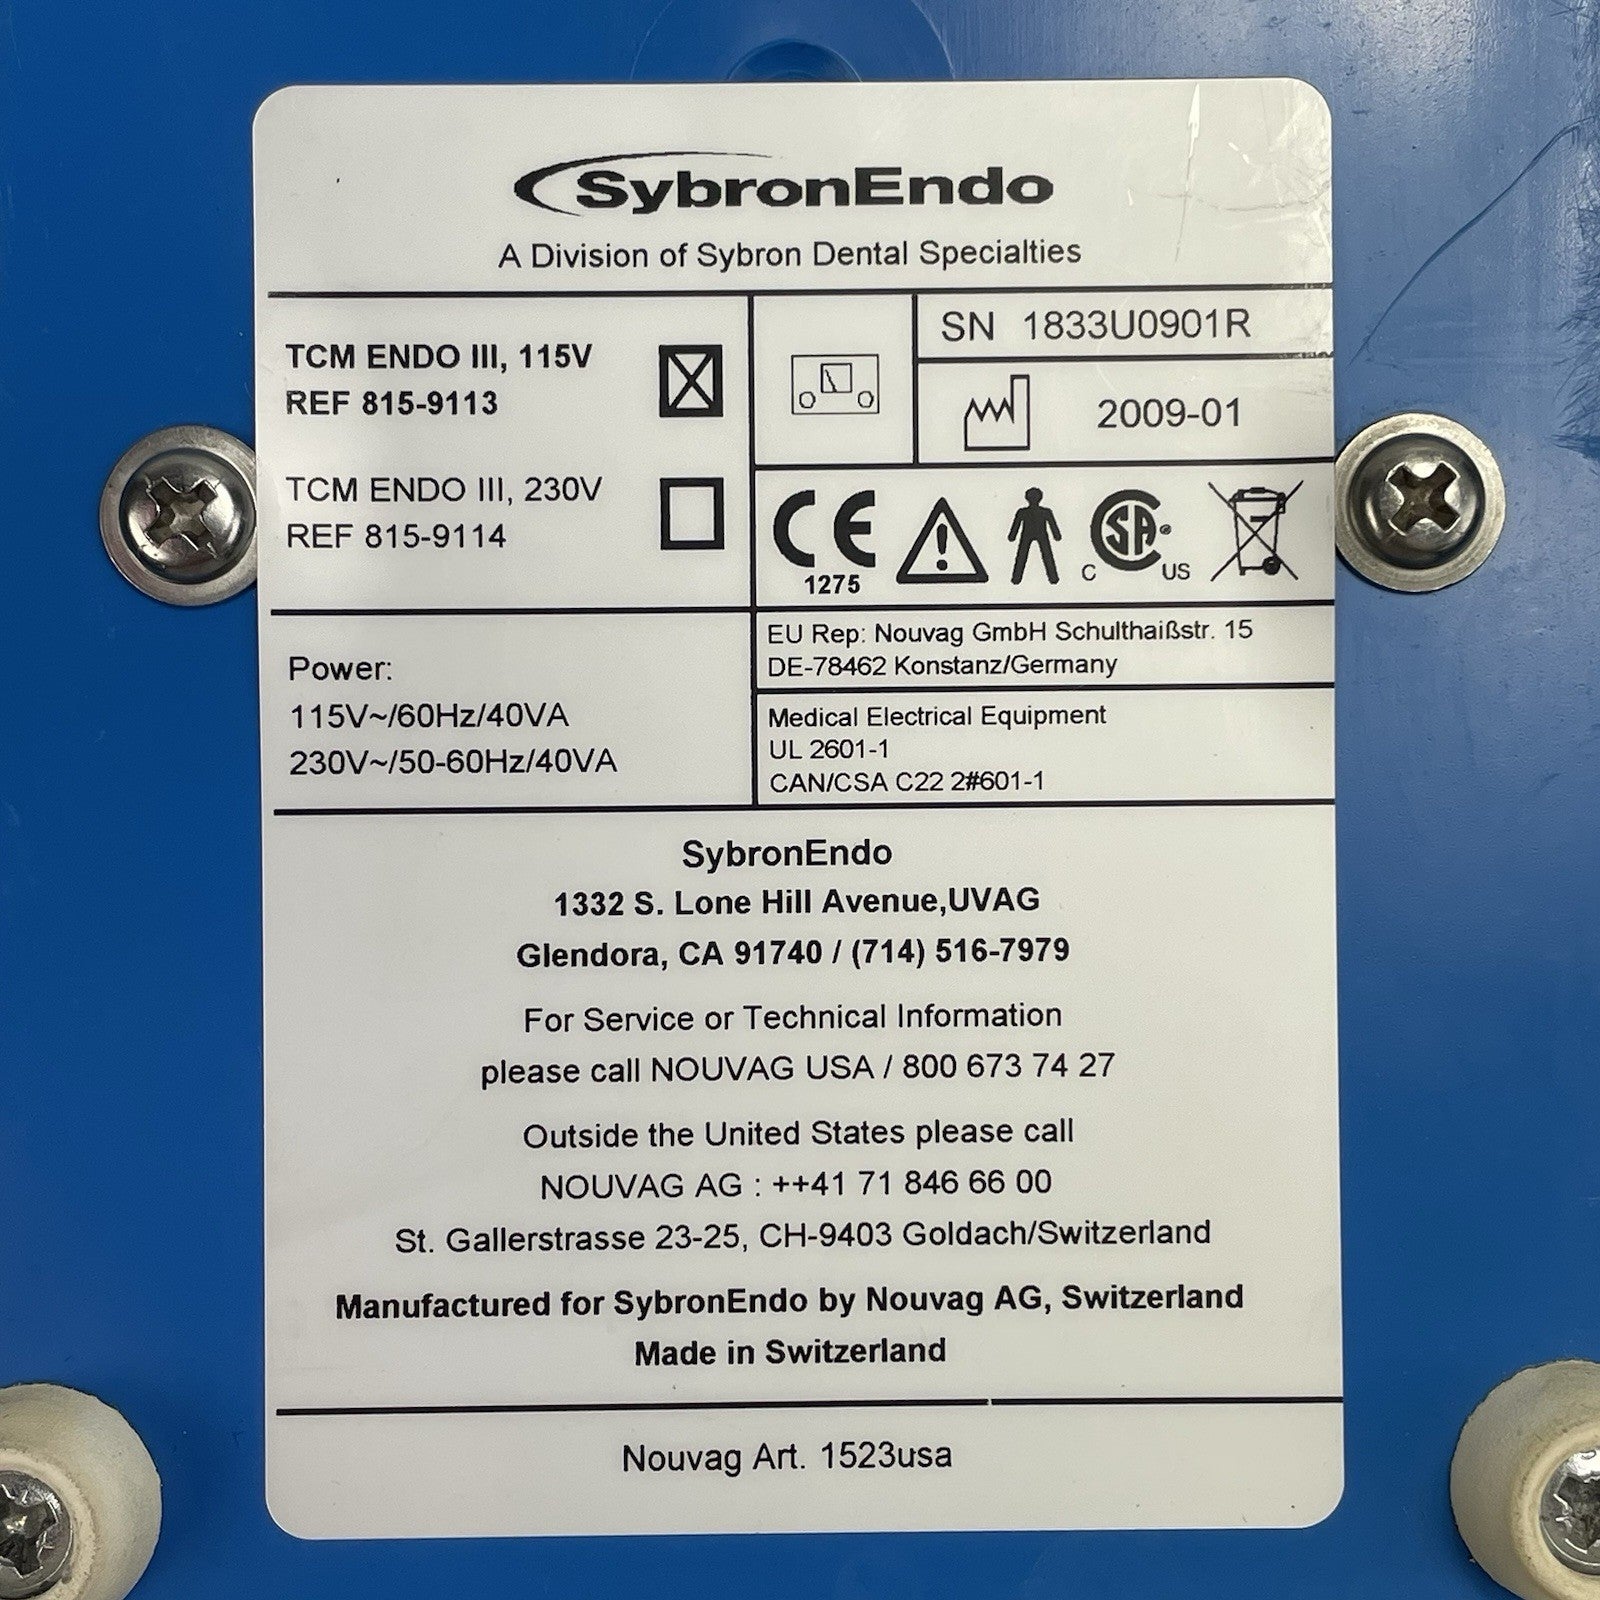 SybronEndo
A Division of Sybron Dental Specialties
TCM ENDO III, 115V
REF 815-9113
TCM ENDO III, 230V
REF 815-9114
SN 1833U0901R
2009-01
CE
1275
CSA®
C US
Power:
115V~/60Hz/40VA
230V~/50-60Hz/40VA
EU Rep: Nouvag GmbH Schulthaißstr. 15
DE-78462 Konstanz/Germany
Medical Electrical Equipment
UL 2601-1
CAN/CSA C22 2#601-1
SybronEndo
1332 S. Lone Hill Avenue,UVAG
Glendora, CA 91740 / (714) 516-7979
For Service or Technical Information
please call NOUVAG USA / 800 673 74 27
Outside the United States please call
NOUVAG AG : ++41 71 846 66 00
St. Gallerstrasse 23-25, CH-9403 Goldach/Switzerland
Manufactured for SybronEndo by Nouvag AG, Switzerland
Made in Switzerland
Nouvag Art. 1523usa